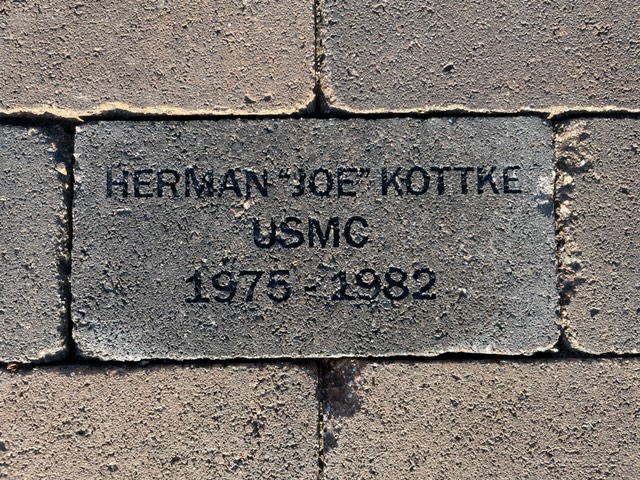 HERMAN "JOE" KOTTKE
USMC
1975 - 1982